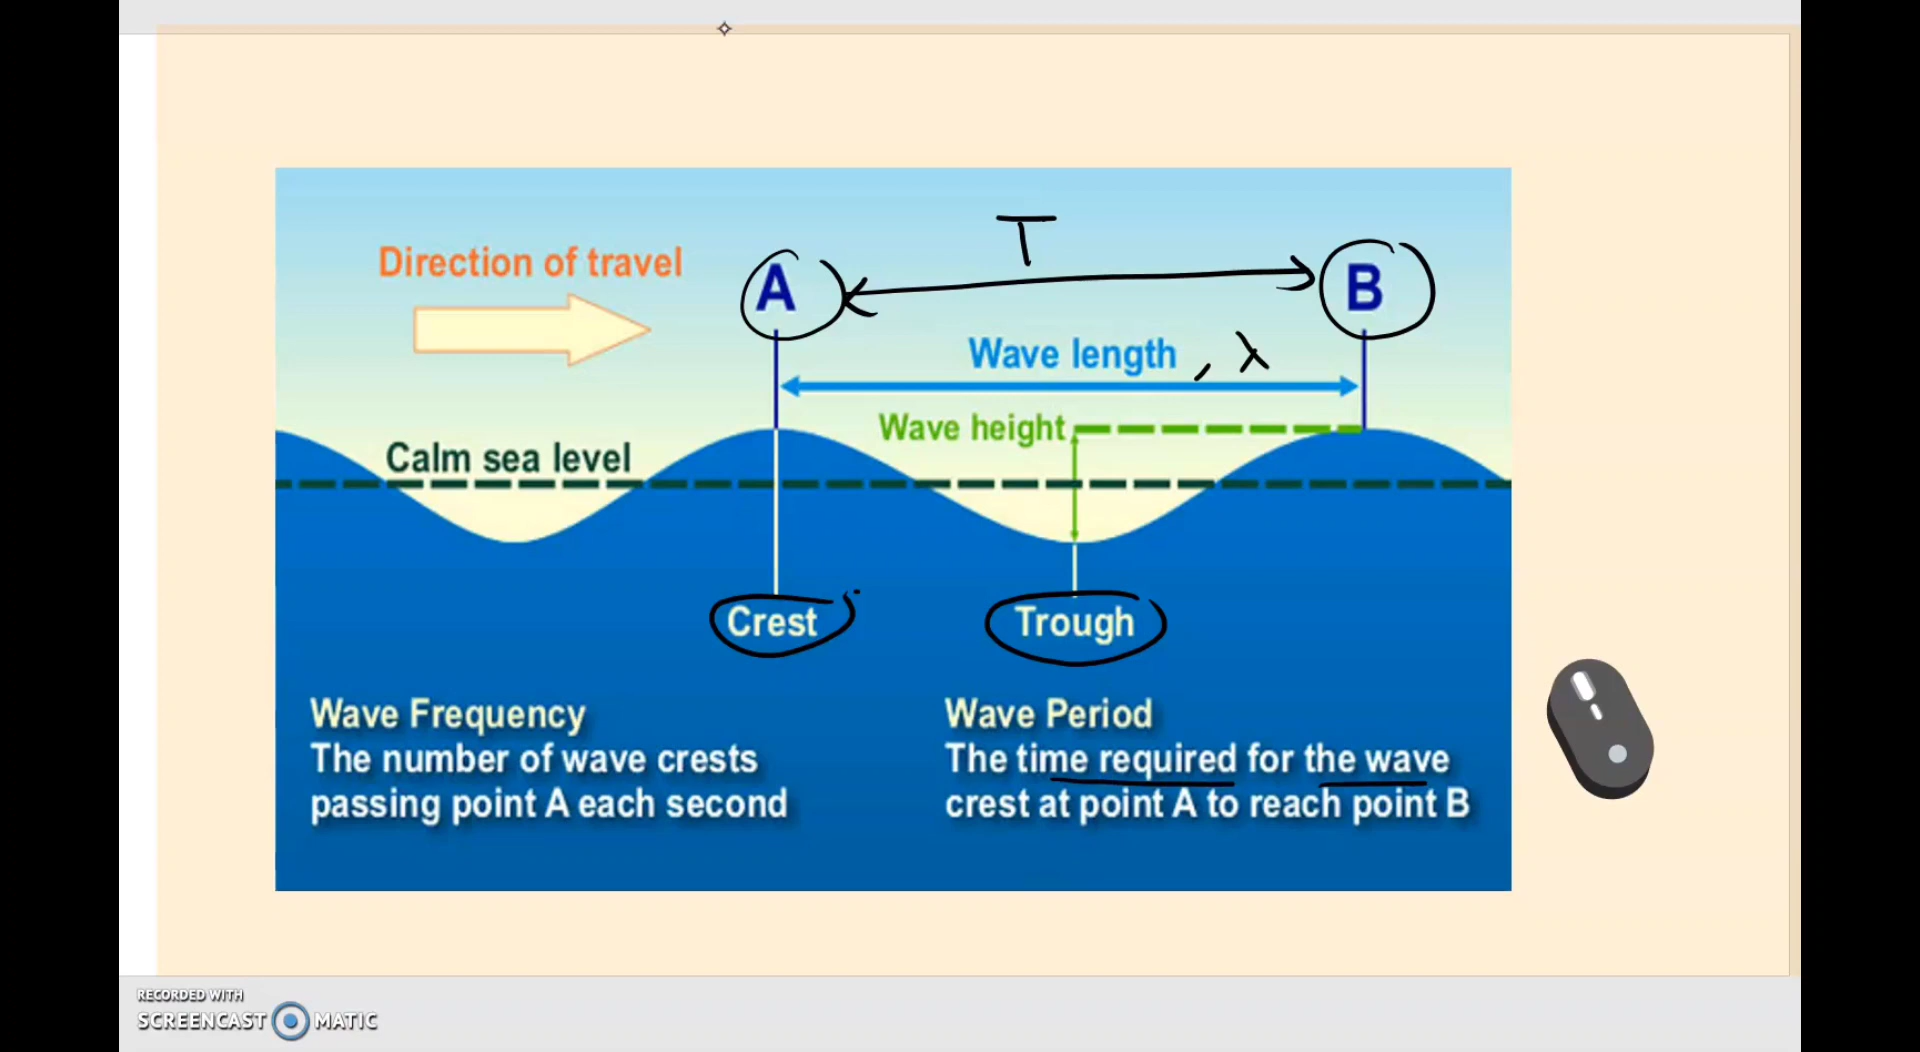 T
Direction of travel
A
B
Wave length , λ
Wave height
Calm sea level
Crest
Trough
Wave Frequency
The number of wave crests
passing point A each second
Wave Period
The time required for the wave
crest at point A to reach point B
RECORDED WITH
SCREENCAST MATIC